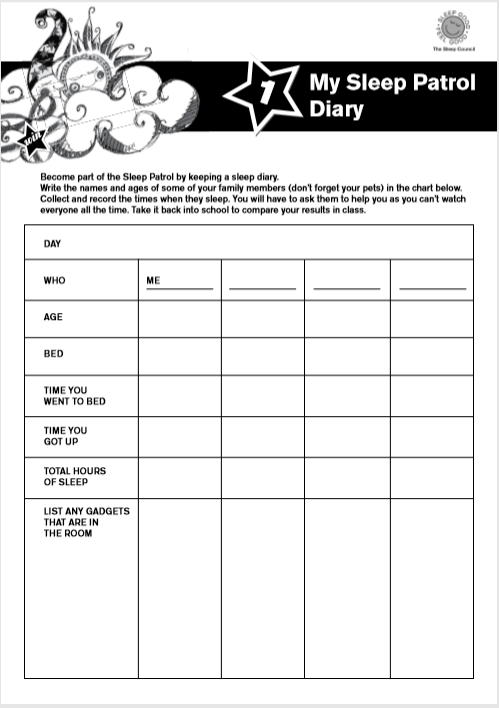 SLEEP GOOD
FEEL GOOD
The Sleep Council
1
My Sleep Patrol
Diary
Become part of the Sleep Patrol by keeping a sleep diary.
Write the names and ages of some of your family members (don't forget your pets) in the chart below.
Collect and record the times when they sleep. You will have to ask them to help you as you can't watch
everyone all the time. Take it back into school to compare your results in class.
DAY
WHO
ME
AGE
BED
TIME YOU
WENT TO BED
TIME YOU
GOT UP
TOTAL HOURS
OF SLEEP
LIST ANY GADGETS
THAT ARE IN
THE ROOM